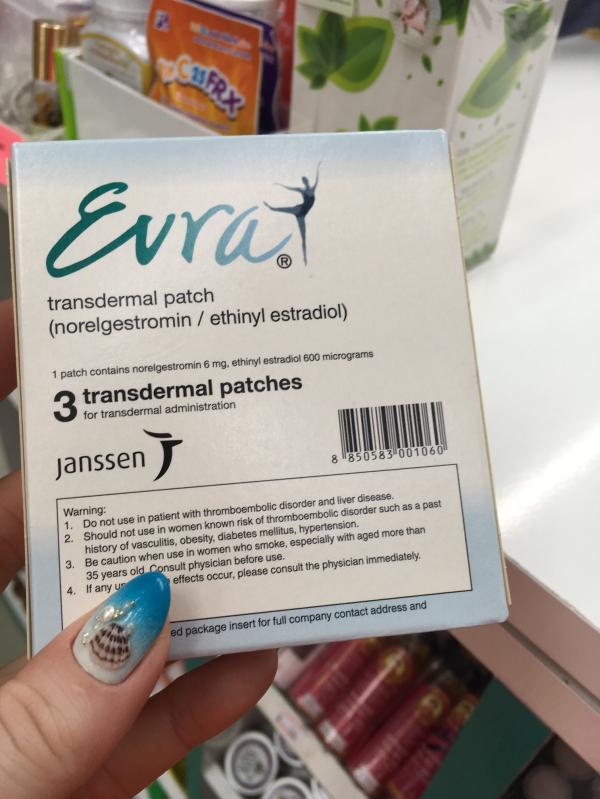 C25FRX
Evra®
transdermal patch
(norelgestromin / ethinyl estradiol)
1 patch contains norelgestromin 6 mg, ethinyl estradiol 600 micrograms
3 transdermal patches
for transdermal administration
janssen
8 850583 001060
Warning:
1. Do not use in patient with thromboembolic disorder and liver disease.
2. Should not use in women known risk of thromboembolic disorder such as a past
history of vasculitis, obesity, diabetes mellitus, hypertension.
3. Be caution when use in women who smoke, especially with aged more than
35 years old. Consult physician before use.
4. If any effects occur, please consult the physician immediately.
package insert for full company contact address and